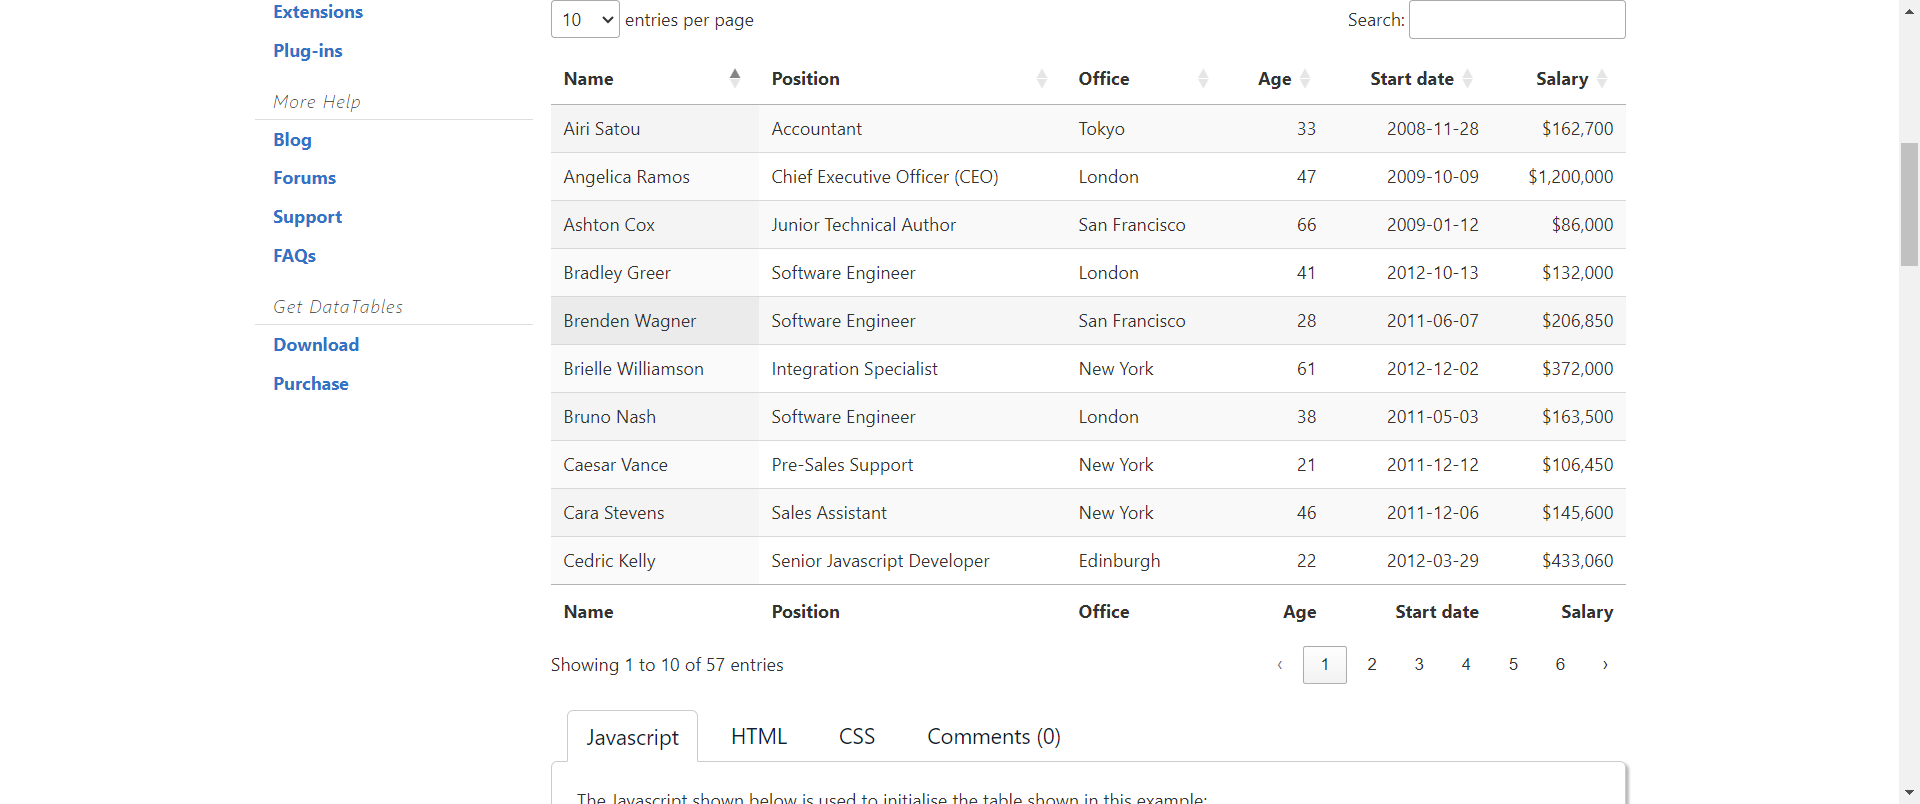 Extensions
Plug-ins
More Help
Blog
Forums
Support
FAQs
Get DataTables
Download
Purchase
10 entries per page Search:
Name Position Office Age Start date Salary
Airi Satou Accountant Tokyo 33 2008-11-28 $162,700
Angelica Ramos Chief Executive Officer (CEO) London 47 2009-10-09 $1,200,000
Ashton Cox Junior Technical Author San Francisco 66 2009-01-12 $86,000
Bradley Greer Software Engineer London 41 2012-10-13 $132,000
Brenden Wagner Software Engineer San Francisco 28 2011-06-07 $206,850
Brielle Williamson Integration Specialist New York 61 2012-12-02 $372,000
Bruno Nash Software Engineer London 38 2011-05-03 $163,500
Caesar Vance Pre-Sales Support New York 21 2011-12-12 $106,450
Cara Stevens Sales Assistant New York 46 2011-12-06 $145,600
Cedric Kelly Senior Javascript Developer Edinburgh 22 2012-03-29 $433,060
Name Position Office Age Start date Salary
Showing 1 to 10 of 57 entries ‹ 1 2 3 4 5 6 ›
Javascript HTML CSS Comments (0)
The Javascript shown below is used to initialise the table shown in this example: